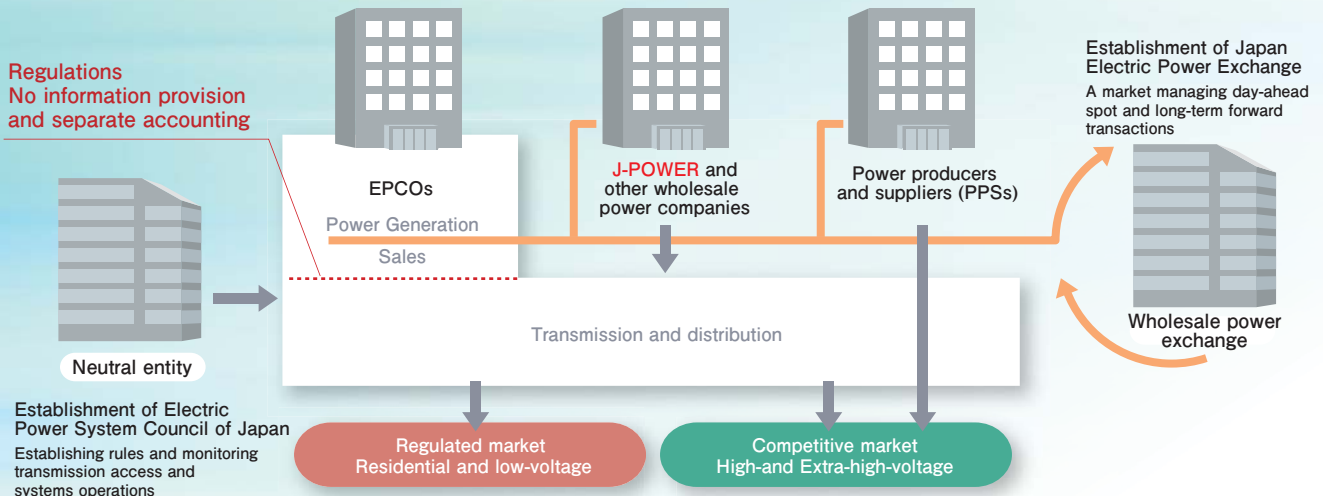 Regulations
No information provision
and separate accounting
EPCOs
Power Generation
Sales
J-POWER and
other wholesale
power companies
Power producers
and suppliers (PPSs)
Establishment of Japan
Electric Power Exchange
A market managing day-ahead
spot and long-term forward
transactions
Wholesale power
exchange
Transmission and distribution
Neutral entity
Establishment of Electric
Power System Council of Japan
Establishing rules and monitoring
transmission access and
systems operations
Regulated market
Residential and low-voltage
Competitive market
High-and Extra-high-voltage